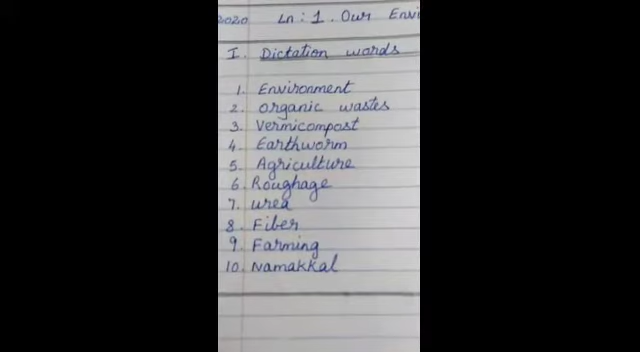 2020 Ln: 1. Our Envi
I. Dictation words
1. Environment
2. Organic wastes
3. Vermicompost
4. Earthworm
5. Agriculture
6. Roughage
7. Urea
8. Fiber
9. Farming
10. Namakkal